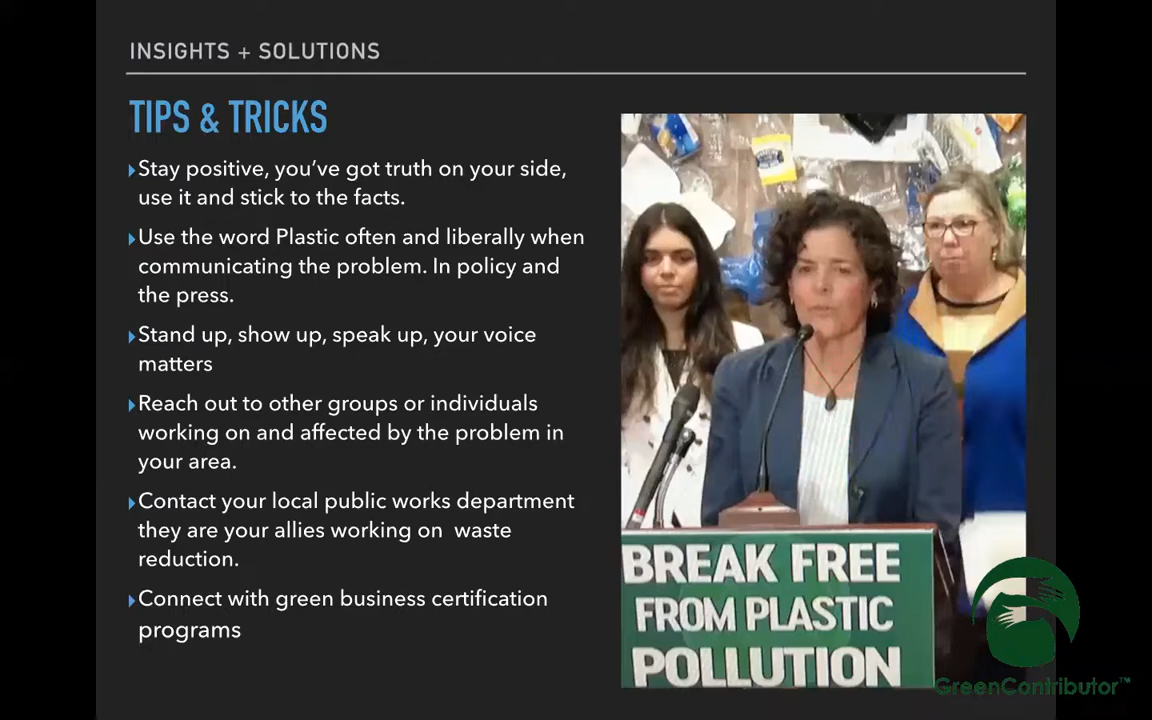 INSIGHTS + SOLUTIONS
TIPS & TRICKS
▸Stay positive, you’ve got truth on your side,
use it and stick to the facts.
▸Use the word Plastic often and liberally when
communicating the problem. In policy and
the press.
▸Stand up, show up, speak up, your voice
matters
▸Reach out to other groups or individuals
working on and affected by the problem in
your area.
▸Contact your local public works department
they are your allies working on  waste
reduction.
▸Connect with green business certification
programs
BREAK FREE
FROM PLASTIC
POLLUTION
GreenContributor™